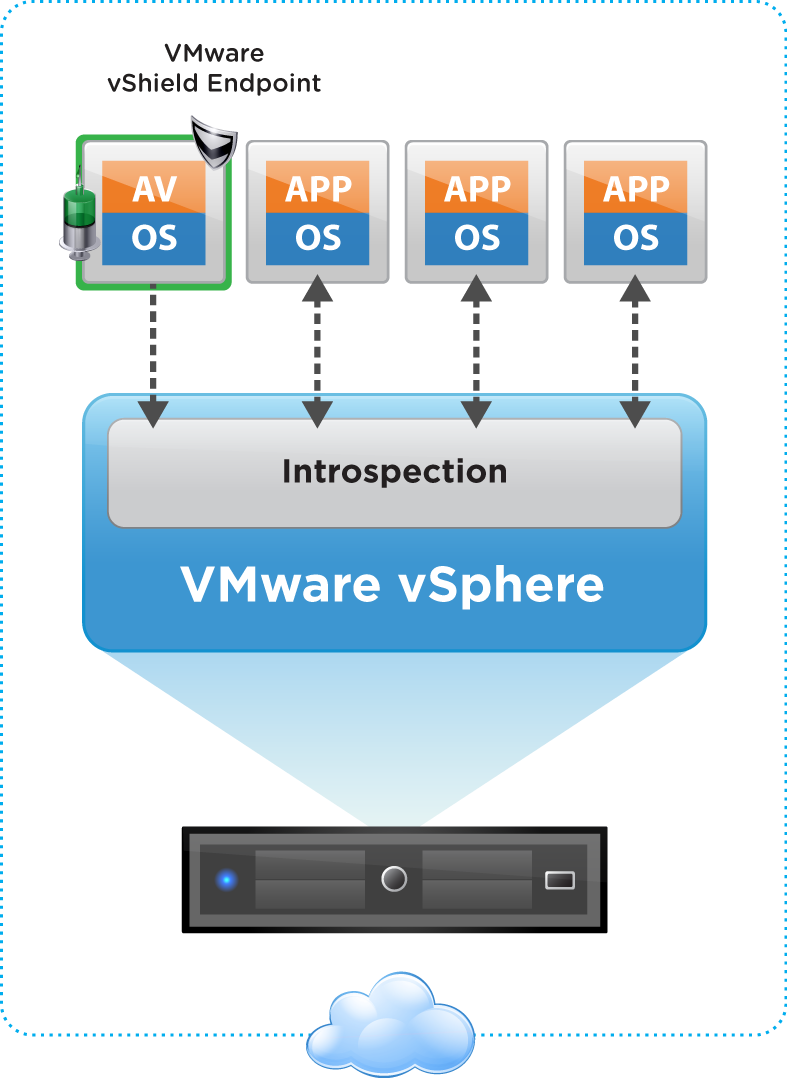 VMware
vShield Endpoint
AV
OS
APP
OS
APP
OS
APP
OS
Introspection
VMware vSphere